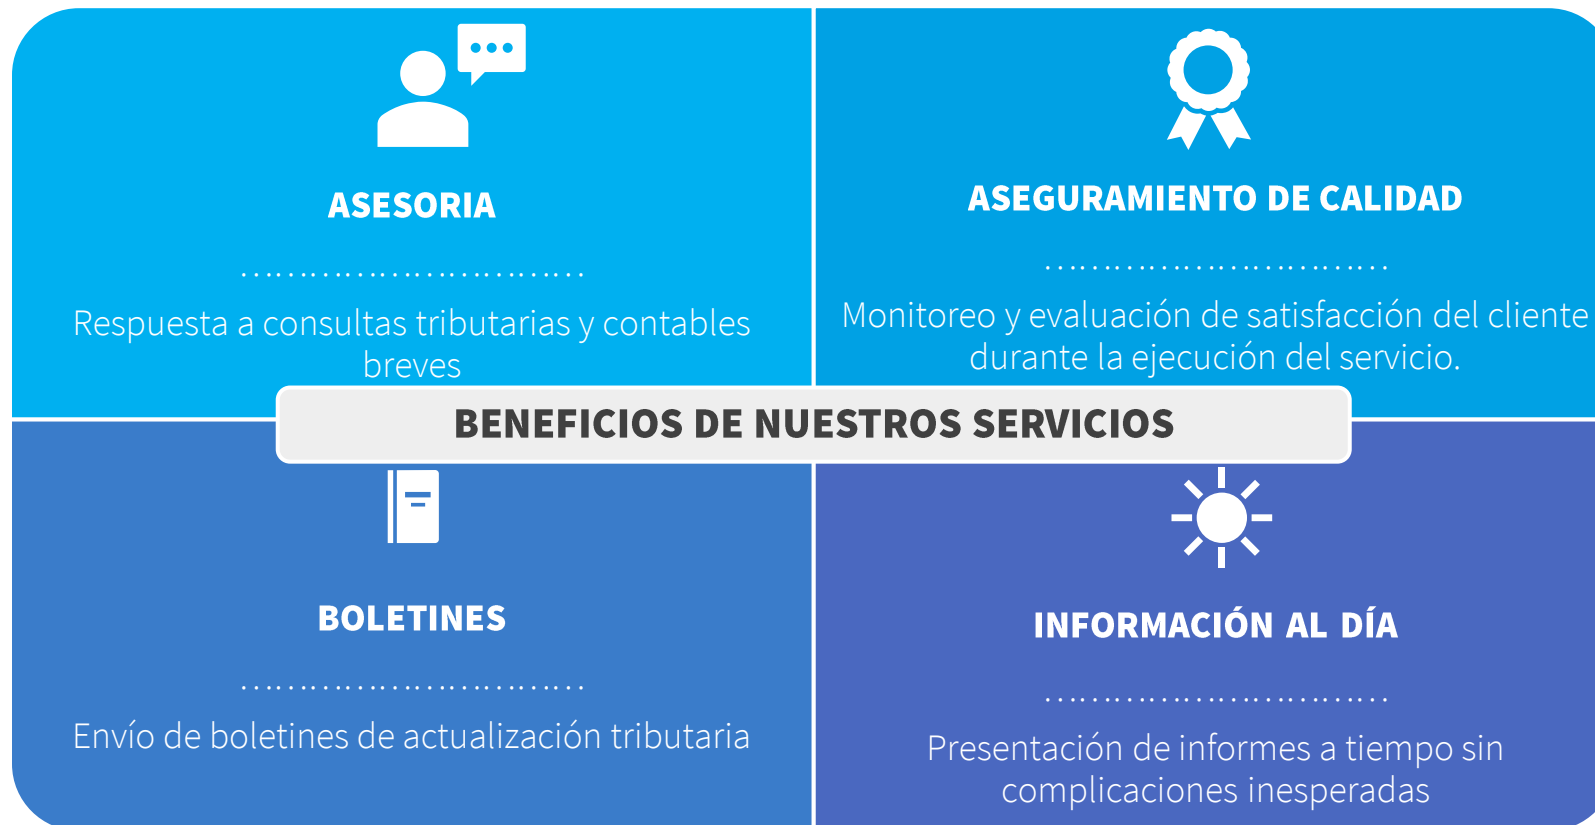 ASESORIA
Respuesta a consultas tributarias y contables
breves
ASEGURAMIENTO DE CALIDAD
Monitoreo y evaluación de satisfacción del cliente
durante la ejecución del servicio.
BENEFICIOS DE NUESTROS SERVICIOS
BOLETINES
Envío de boletines de actualización tributaria
INFORMACIÓN AL DÍA
Presentación de informes a tiempo sin
complicaciones inesperadas